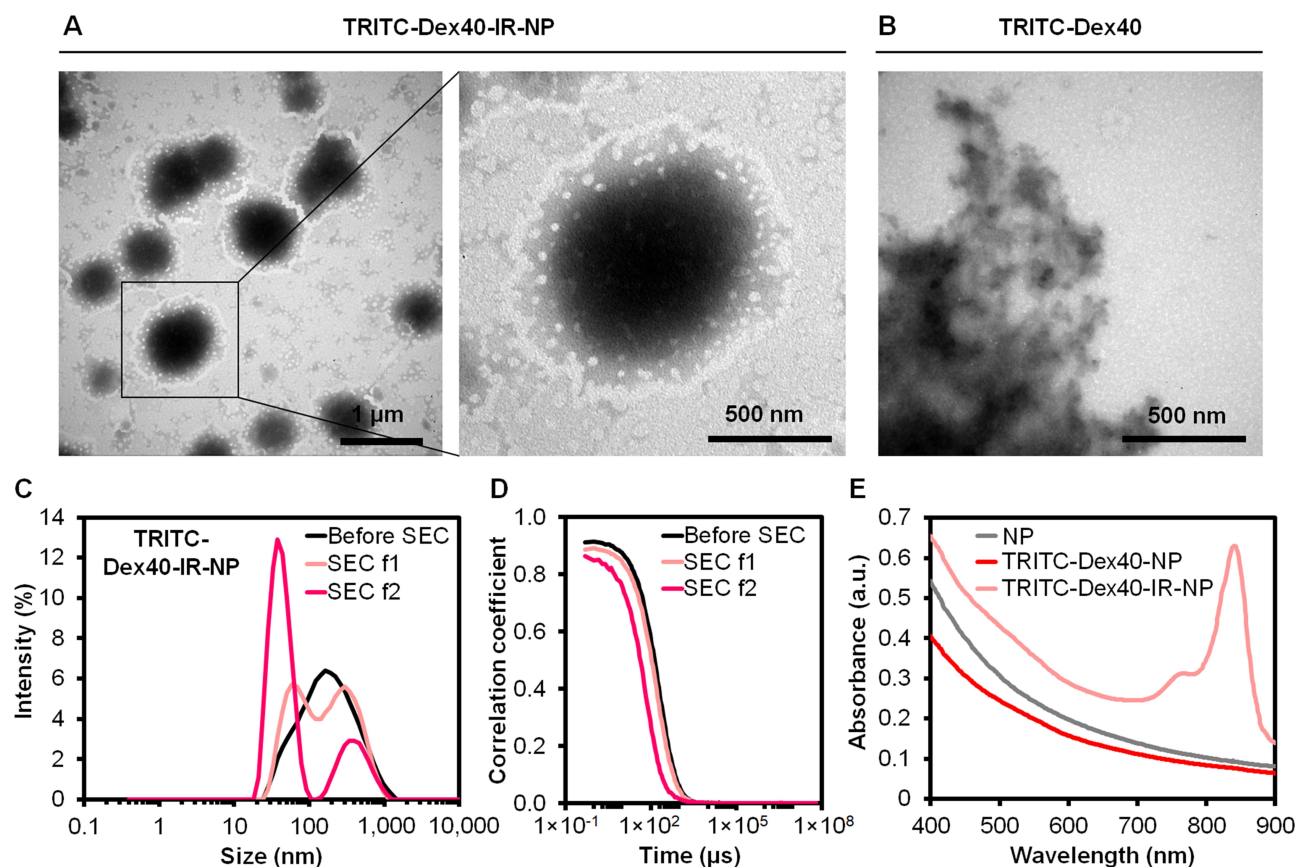 A
TRITC-Dex40-IR-NP
B
TRITC-Dex40
1 µm
500 nm
500 nm
C
14
12
10
8
6
4
2
0
Intensity (%)
TRITC-
Dex40-IR-NP
Before SEC
SEC f1
SEC f2
0.1
1
10
100
1,000
10,000
Size (nm)
D
1.0
0.8
0.6
0.4
0.2
0.0
Correlation coefficient
Before SEC
SEC f1
SEC f2
1×10⁻¹
1×10²
1×10⁵
1×10⁸
Time (µs)
E
0.7
0.6
0.5
0.4
0.3
0.2
0.1
0
Absorbance (a.u.)
NP
TRITC-Dex40-NP
TRITC-Dex40-IR-NP
400
500
600
700
800
900
Wavelength (nm)